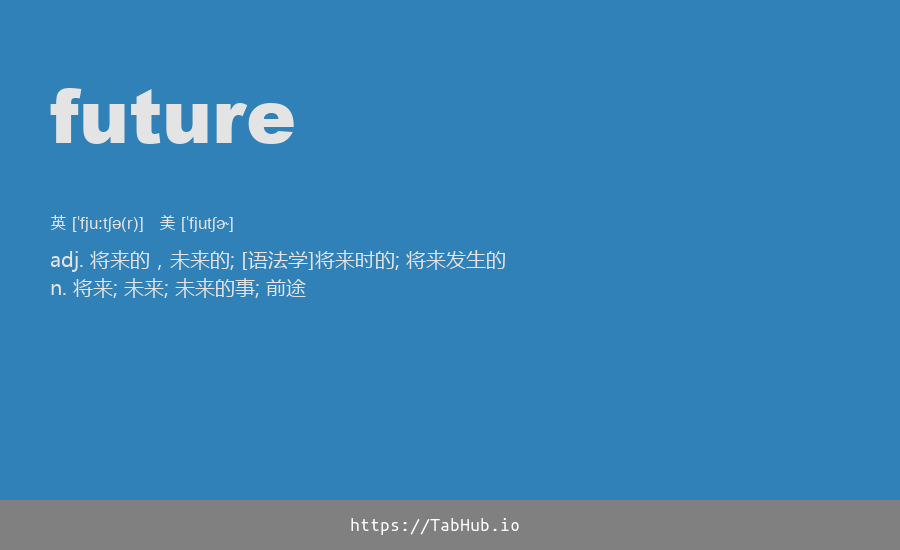 future
英 [ˈfjuːtʃə(r)] 美 [ˈfjutʃɚ]
adj. 将来的，未来的; [语法学]将来时的; 将来发生的
n. 将来; 未来; 未来的事; 前途
https://TabHub.io